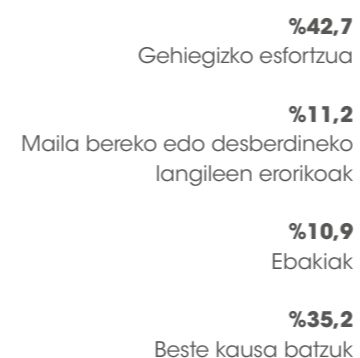 %42,7
Gehiegizko esfortzua
%11,2
Maila bereko edo desberdineko
langileen erorikoak
%10,9
Ebakiak
%35,2
Beste kausa batzuk